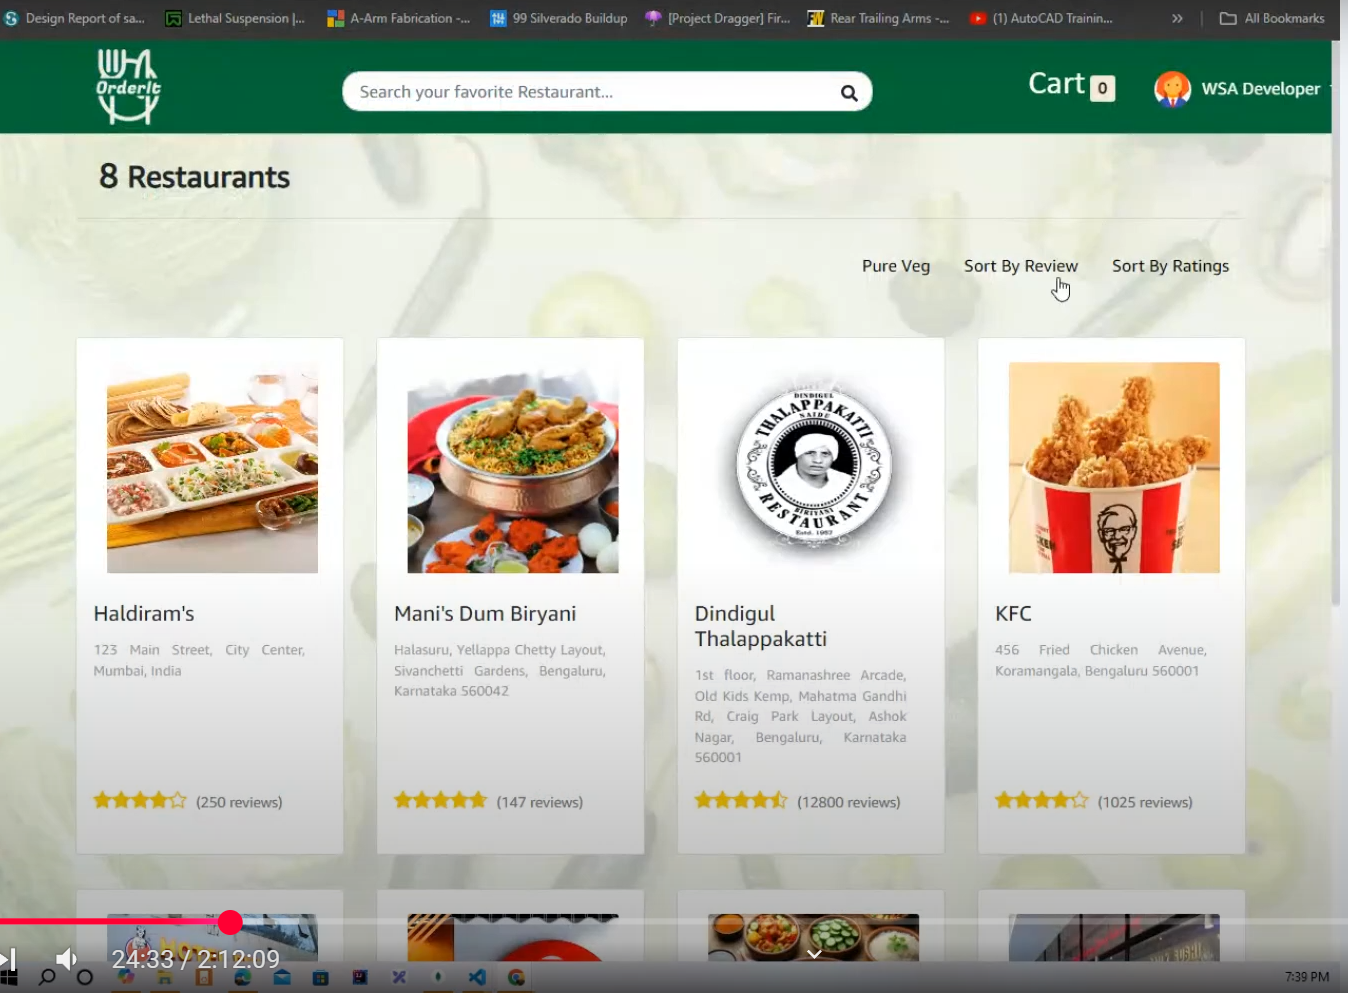 Design Report of sa...
Lethal Suspension |...
A-Arm Fabrication -...
99 Silverado Buildup
[Project Dragger] Fir...
Rear Trailing Arms -...
(1) AutoCAD Trainin...
»
All Bookmarks
OrderIt
Search your favorite Restaurant...
Cart 0
WSA Developer
8 Restaurants
Pure Veg
Sort By Review
Sort By Ratings
DINDIGUL
THALAPPAKATTI
NAIDU
BIRIYANI
RESTAURANT
Estd. 1957
Haldiram's
123 Main Street, City Center,
Mumbai, India
(250 reviews)
Mani's Dum Biryani
Halasuru, Yellappa Chetty Layout,
Sivanchetti Gardens, Bengaluru,
Karnataka 560042
(147 reviews)
Dindigul
Thalappakatti
1st floor, Ramanashree Arcade,
Old Kids Kemp, Mahatma Gandhi
Rd, Craig Park Layout, Ashok
Nagar, Bengaluru, Karnataka
560001
(12800 reviews)
KFC
456 Fried Chicken Avenue,
Koramangala, Bengaluru 560001
(1025 reviews)
24:33 / 2:12:09
7:39 PM